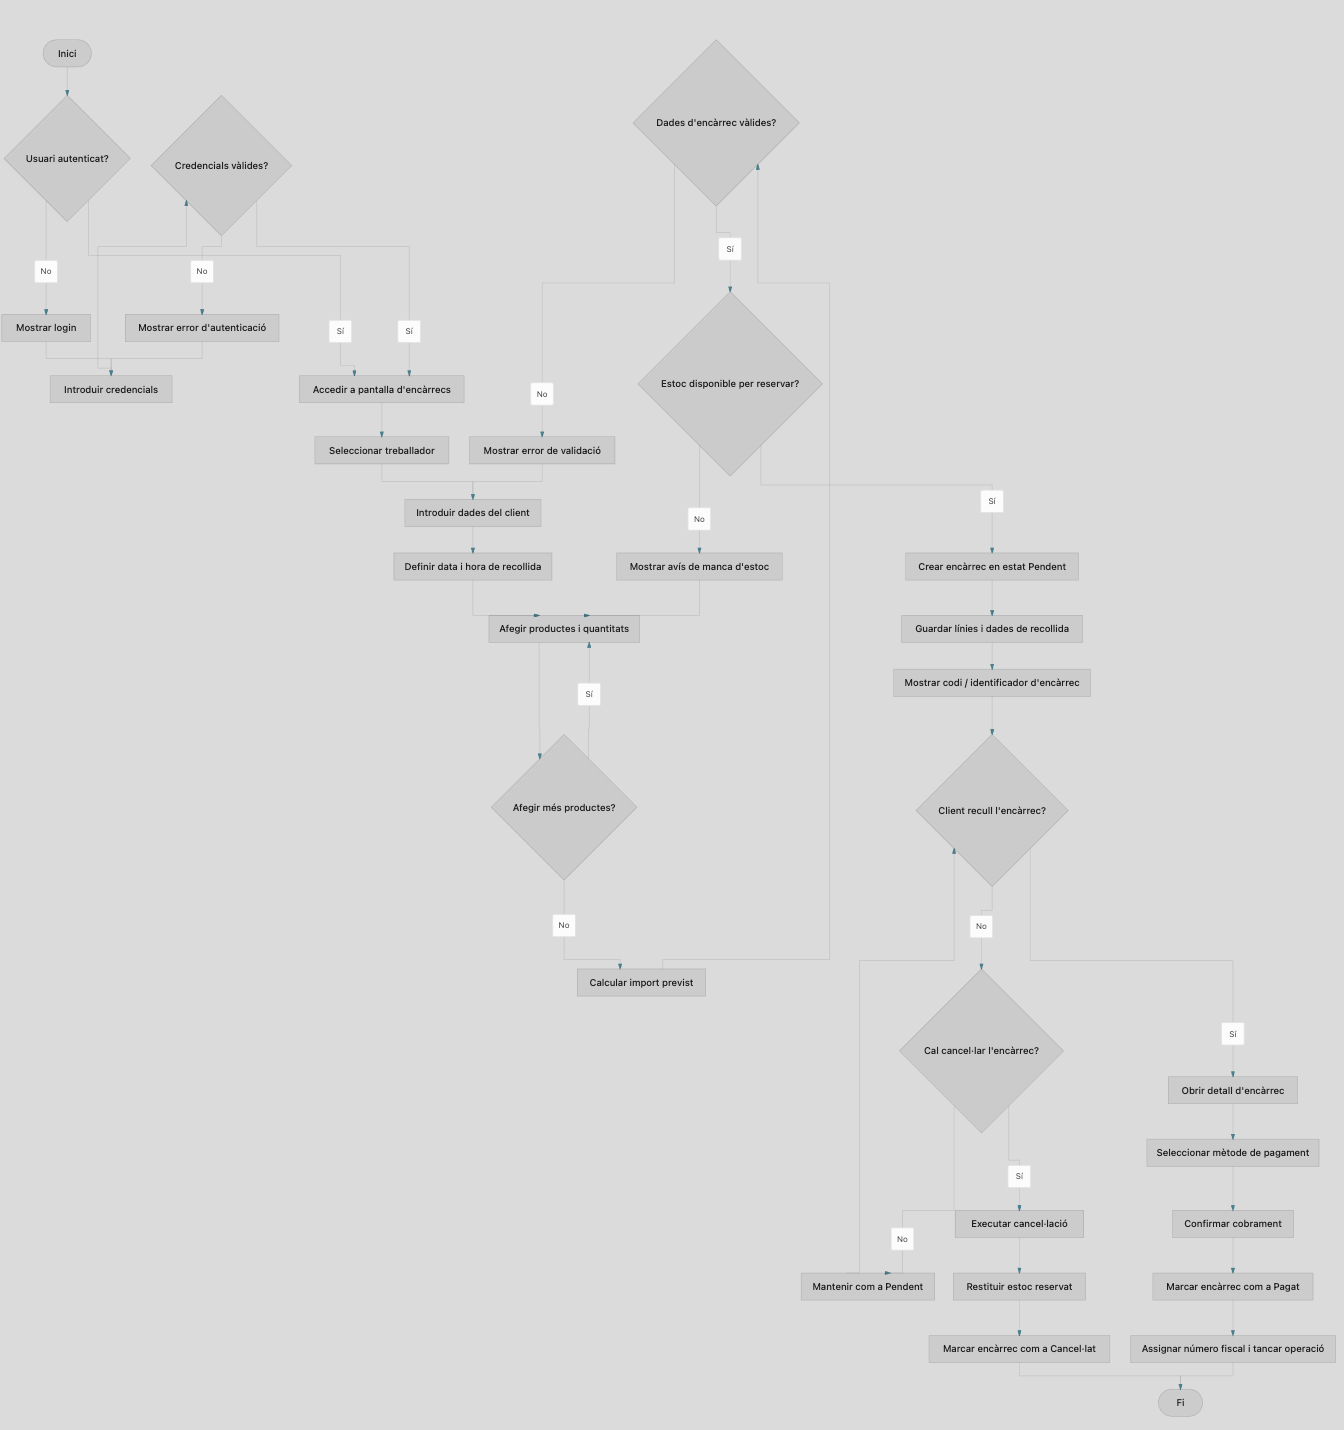 Inici
Dades d'encàrrec vàlides?
Usuari autenticat?
Credencials vàlides?
Sí
No
No
Mostrar login
Mostrar error d'autenticació
Sí
Sí
Introduir credencials
Accedir a pantalla d'encàrrecs
No
Estoc disponible per reservar?
Seleccionar treballador
Mostrar error de validació
Introduir dades del client
No
Sí
Definir data i hora de recollida
Mostrar avís de manca d'estoc
Crear encàrrec en estat Pendent
Afegir productes i quantitats
Guardar línies i dades de recollida
Sí
Mostrar codi / identificador d'encàrrec
Afegir més productes?
Client recull l'encàrrec?
No
No
Calcular import previst
Sí
Cal cancel·lar l'encàrrec?
Obrir detall d'encàrrec
Seleccionar mètode de pagament
Sí
Executar cancel·lació
Confirmar cobrament
No
Mantenir com a Pendent
Restituir estoc reservat
Marcar encàrrec com a Pagat
Marcar encàrrec com a Cancel·lat
Assignar número fiscal i tancar operació
Fi